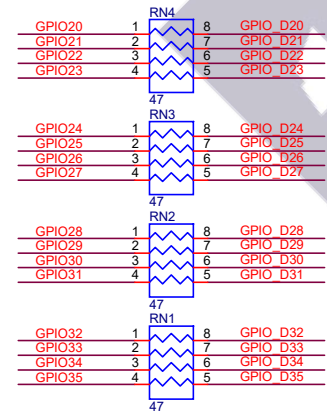 RN4
GPIO20 1 8 GPIO_D20
GPIO21 2 7 GPIO_D21
GPIO22 3 6 GPIO_D22
GPIO23 4 5 GPIO_D23
47
RN3
GPIO24 1 8 GPIO_D24
GPIO25 2 7 GPIO_D25
GPIO26 3 6 GPIO_D26
GPIO27 4 5 GPIO_D27
47
RN2
GPIO28 1 8 GPIO_D28
GPIO29 2 7 GPIO_D29
GPIO30 3 6 GPIO_D30
GPIO31 4 5 GPIO_D31
47
RN1
GPIO32 1 8 GPIO_D32
GPIO33 2 7 GPIO_D33
GPIO34 3 6 GPIO_D34
GPIO35 4 5 GPIO_D35
47